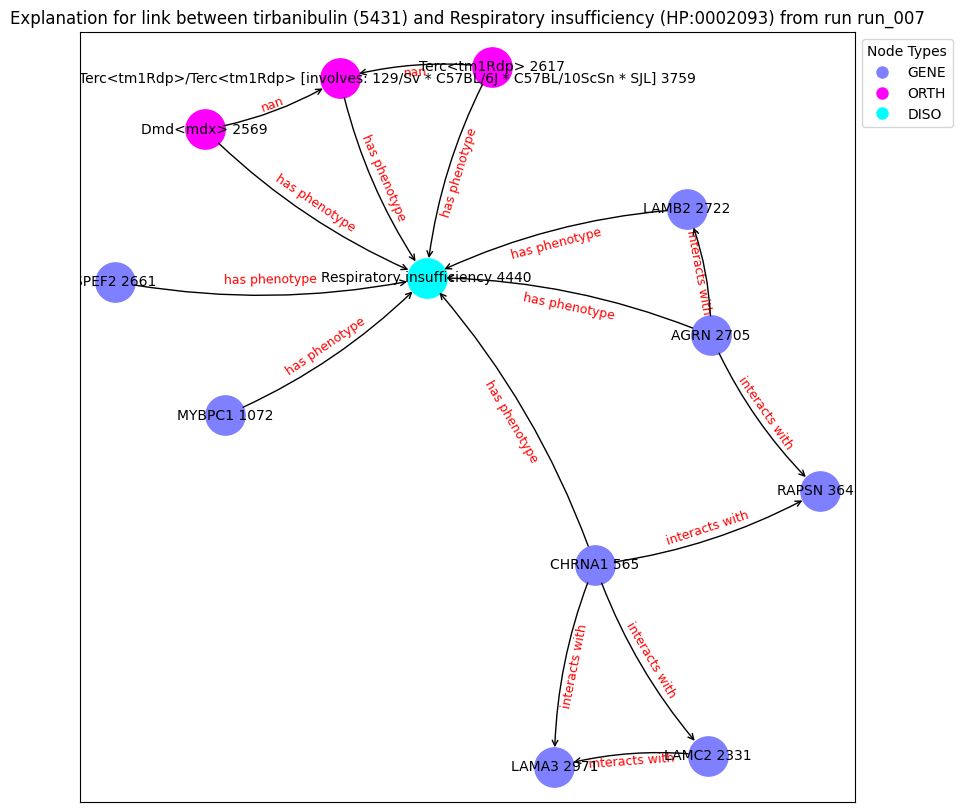 Explanation for link between tirbanibulin (5431) and Respiratory insufficiency (HP:0002093) from run run_007
Node Types
GENE
ORTH
DISO
Terc<tm1Rdp> 2617
nan
Terc<tm1Rdp>/Terc<tm1Rdp> [involves: 129/Sv * C57BL/6J * C57BL/10ScSn * SJL] 3759
nan
Dmd<mdx> 2569
has phenotype
has phenotype
has phenotype
LAMB2 2722
has phenotype
interacts with
SPEF2 2661
has phenotype
Respiratory insufficiency 4440
has phenotype
AGRN 2705
has phenotype
MYBPC1 1072
has phenotype
interacts with
RAPSN 364
interacts with
CHRNA1 565
interacts with
interacts with
LAMA3 2971
interacts with
LAMC2 2331